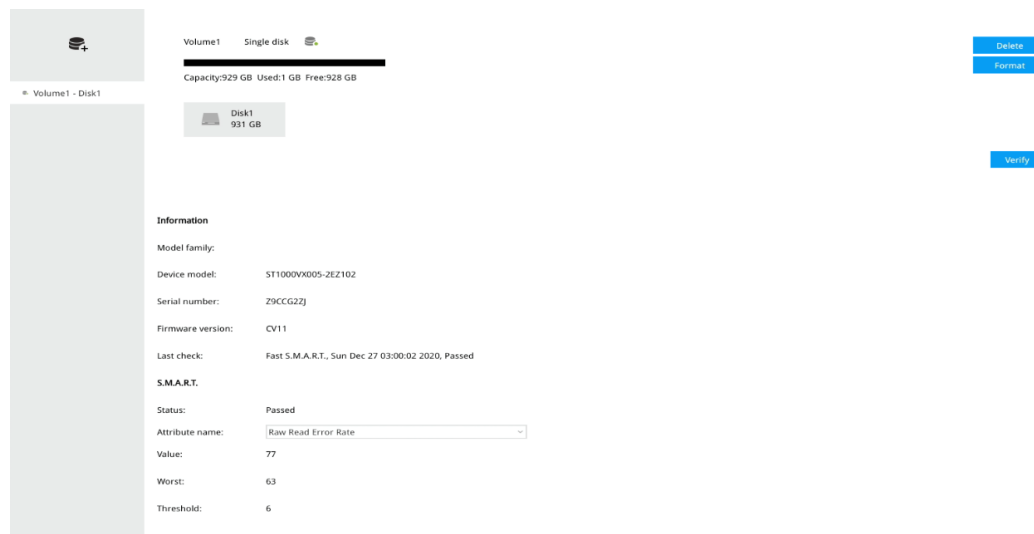 Volume1 Single disk
Delete
Capacity:929 GB Used:1 GB Free:928 GB
Format
Volume1 - Disk1
Disk1
931 GB
Verify
Information
Model family:
Device model: ST1000VX005-2EZ102
Serial number: Z9CCG2ZJ
Firmware version: CV11
Last check: Fast S.M.A.R.T., Sun Dec 27 03:00:02 2020, Passed
S.M.A.R.T.
Status: Passed
Attribute name: Raw Read Error Rate
Value: 77
Worst: 63
Threshold: 6